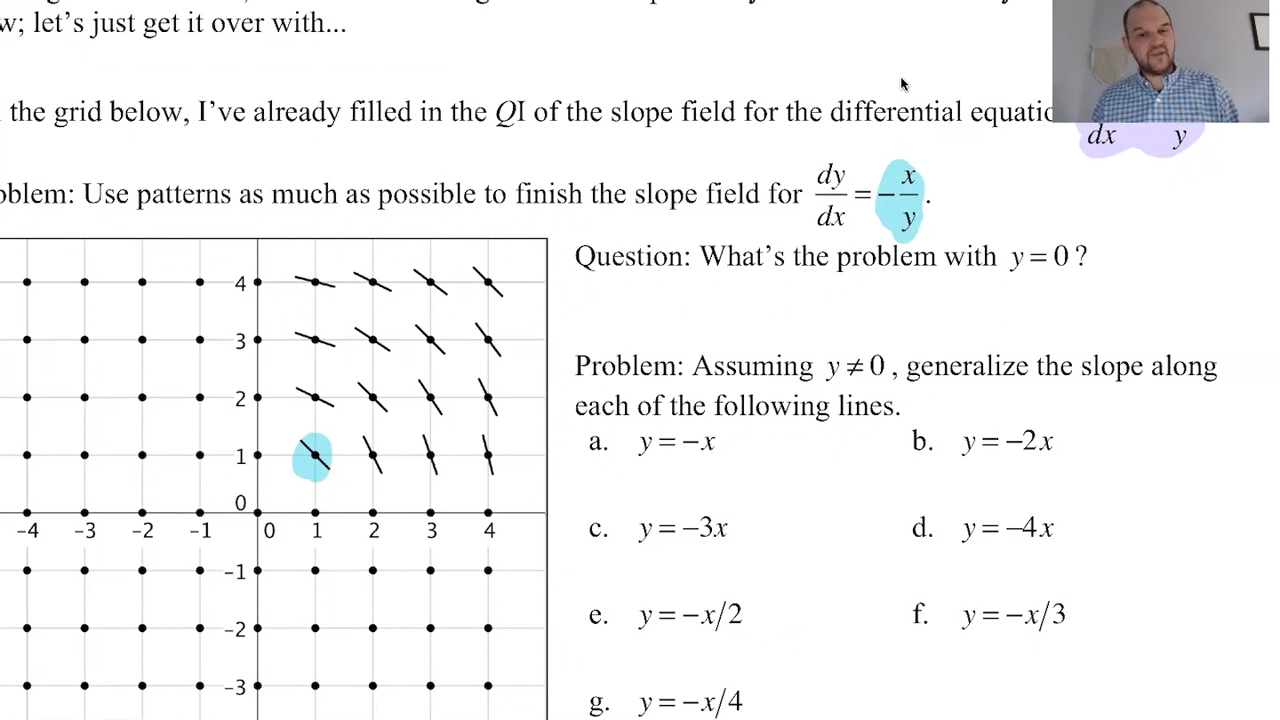 w; let's just get it over with...
the grid below, I've already filled in the QI of the slope field for the differential
dx y
Problem: Use patterns as much as possible to finish the slope field for dy/dx = −x/y.
Question: What's the problem with y = 0 ?
4
3
2
1
0
-4 -3 -2 -1 0 1 2 3 4
-1
-2
-3
Problem: Assuming y ≠ 0 , generalize the slope along
each of the following lines.
a. y = −x b. y = −2x
c. y = −3x d. y = −4x
e. y = −x/2 f. y = −x/3
g. y = −x/4